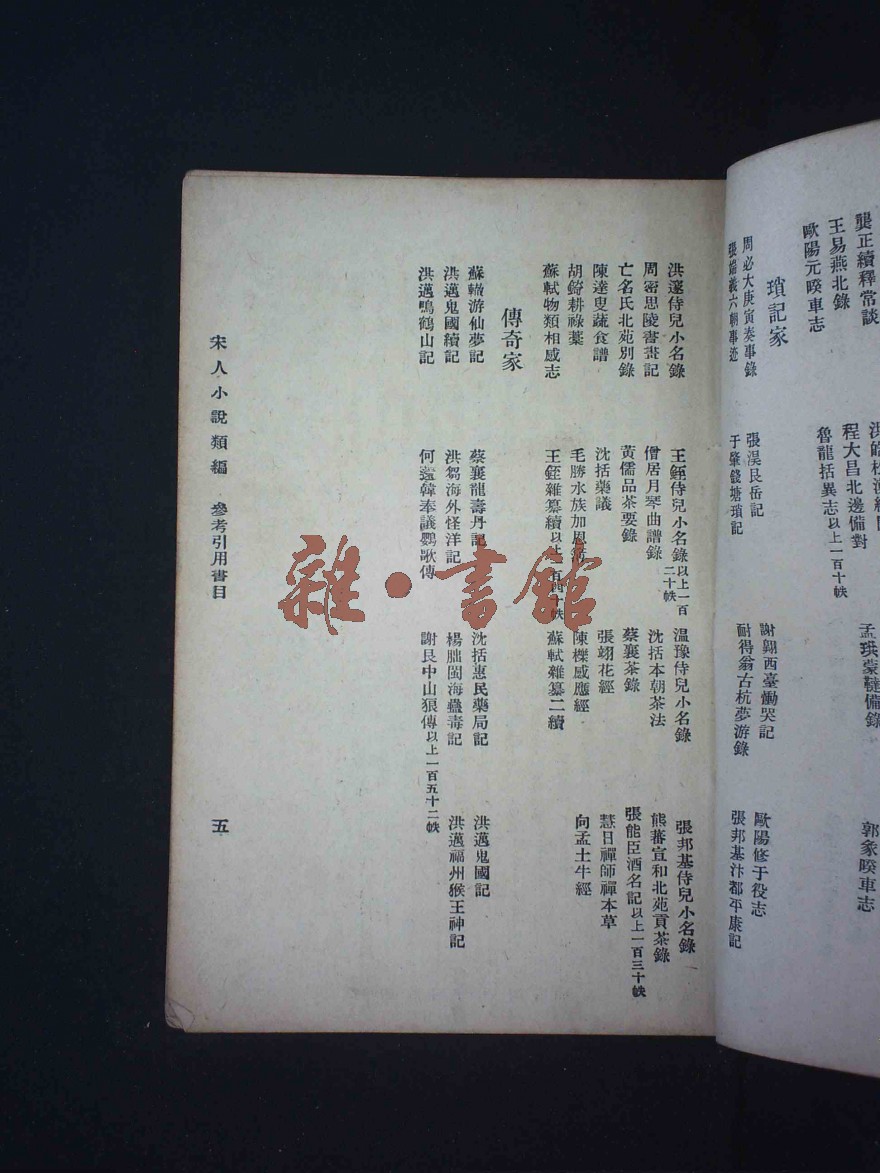 龔正續釋常談
王易燕北錄　程大昌北邊備對
歐陽元暌車志　魯龍括異志以上一百十帙　孟珙蒙韃備錄　郭彖暌車志
瑣記家
周必大庚寅奏事錄　張淏艮岳記　謝翶西臺慟哭記　歐陽修于役志
張端義六朝事迹　于肇錢塘瑣記　耐得翁古杭夢游錄　張邦基汴都平康記
洪邃侍兒小名錄　王銍侍兒小名錄以上一百二十帙　温豫侍兒小名錄　張邦基侍兒小名錄
周密思陵書畫記　僧居月琴曲譜錄　沈括本朝茶法　熊蕃宣和北苑貢茶錄
亡名氏北苑別錄　黃儒品茶要錄　蔡襄茶錄　張能臣酒名記以上一百三十帙
陳達叟蔬食譜　沈括藥議　張翊花經　慧日禪師禪本草
胡錡耕祿藁　毛勝水族加恩簿　陳櫟感應經　向孟土牛經
蘇軾物類相感志　王銍雜纂續以上一百四十帙　蘇軾雜纂二續
傳奇家
蘇轍游仙夢記　蔡襄龍壽丹記　沈括惠民藥局記　洪邁鬼國記
洪邁鬼國續記　洪芻海外怪洋記　楊朏閩海蠱毒記　洪邁福州猴王神記
洪邁鳴鶴山記　何薳韓奉議鸚歌傳　謝良中山狼傳以上一百五十二帙
宋人小說類編　參考引用書目　五
雜·書館